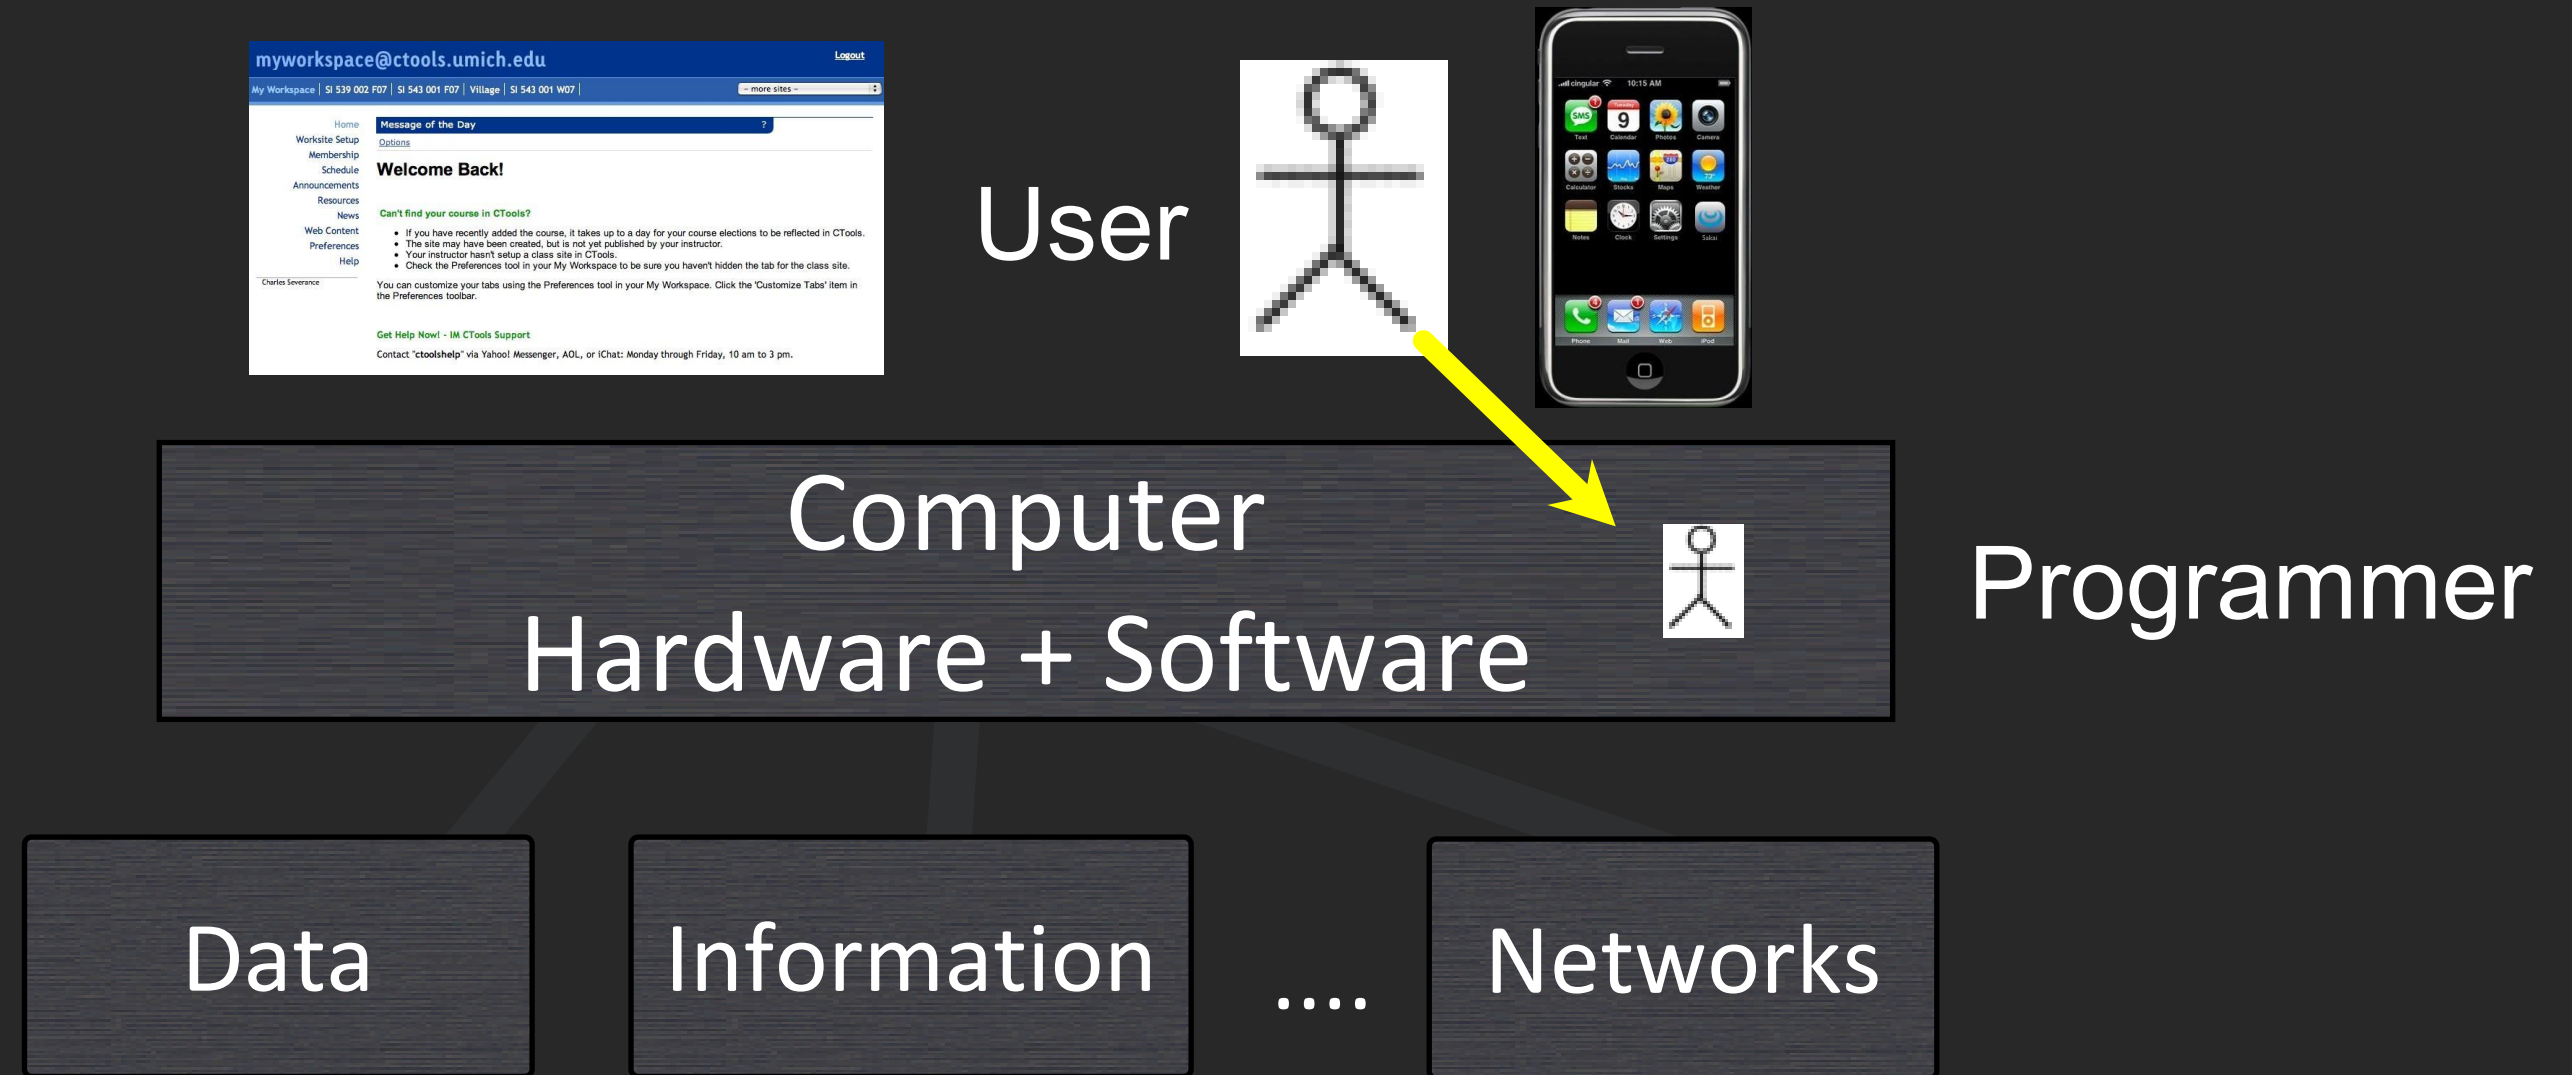 myworkspace@ctools.umich.edu
Logout
My Workspace | SI 539 002 F07 | SI 543 001 F07 | Village | SI 543 001 W07 |
- more sites -
Home
Worksite Setup
Membership
Schedule
Announcements
Resources
News
Web Content
Preferences
Help
Charles Severance
Message of the Day ?
Options
Welcome Back!
Can't find your course in CTools?
• If you have recently added the course, it takes up to a day for your course elections to be reflected in CTools.
• The site may have been created, but is not yet published by your instructor.
• Your instructor hasn't setup a class site in CTools.
• Check the Preferences tool in your My Workspace to be sure you haven't hidden the tab for the class site.
You can customize your tabs using the Preferences tool in your My Workspace. Click the 'Customize Tabs' item in
the Preferences toolbar.
Get Help Now! - IM CTools Support
Contact "ctoolshelp" via Yahoo! Messenger, AOL, or iChat: Monday through Friday, 10 am to 3 pm.
User
cingular 10:15 AM
SMS 1 Tuesday 9
Text Calendar Photos Camera
280 73°
Calculator Stocks Maps Weather
Notes Clock Settings Sakai
4 1
Phone Mail Web iPod
Computer
Hardware + Software
Programmer
Data
Information
....
Networks